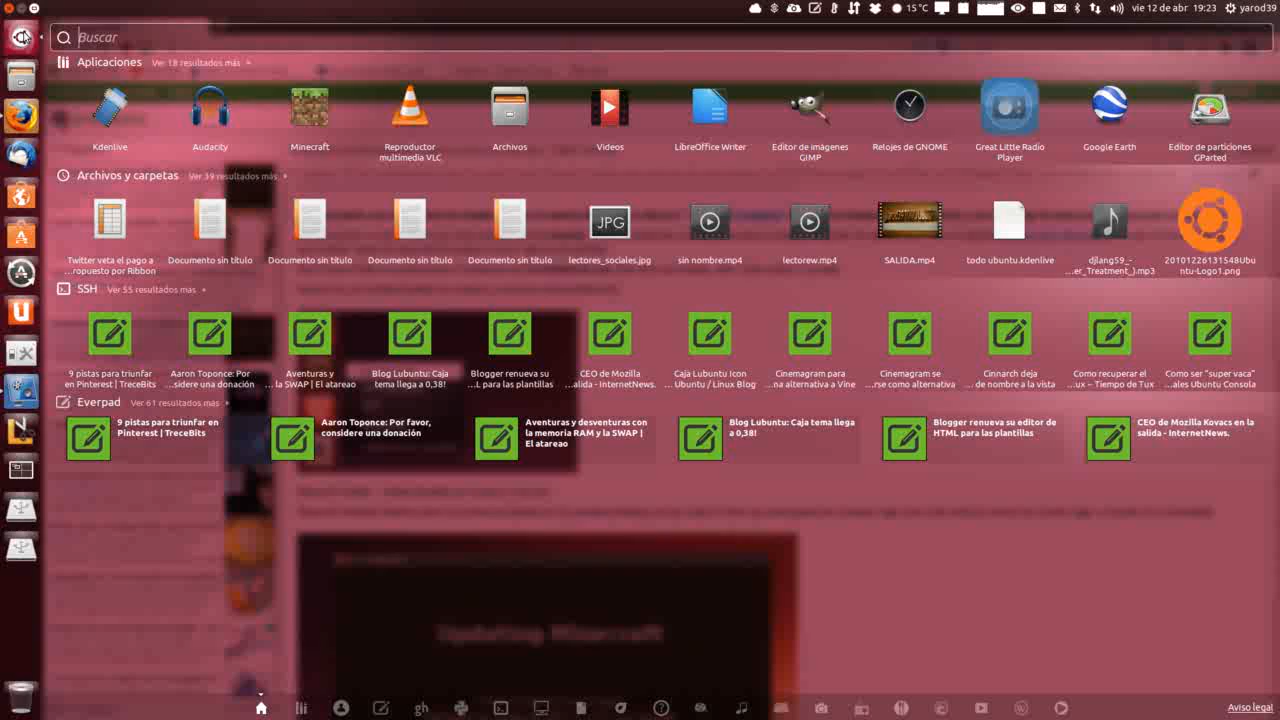 15 °C
vie 12 de abr
19:23
yarod39
Buscar
Aplicaciones Ver 18 resultados más
Kdenlive
Audacity
Minecraft
Reproductor
multimedia VLC
Archivos
Videos
LibreOffice Writer
Editor de imágenes
GIMP
Relojes de GNOME
Great Little Radio
Player
Google Earth
Editor de particiones
GParted
Archivos y carpetas Ver 39 resultados más
Twitter veta el pago a
...ropuesto por Ribbon
Documento sin título
Documento sin título
Documento sin título
Documento sin título
JPG
lectores_sociales.jpg
sin nombre.mp4
lectorew.mp4
SALIDA.mp4
todo ubuntu.kdenlive
djlang59_-
...er_Treatment_).mp3
20101226131548Ubu
ntu-Logo1.png
SSH Ver 55 resultados más
9 pistas para triunfar
en Pinterest | TreceBits
Aaron Toponce: Por
...sidere una donación
Aventuras y
... la SWAP | El atareao
Blog Lubuntu: Caja
tema llega a 0,38!
Blogger renueva su
...L para las plantillas
CEO de Mozilla
...alida - InternetNews.
Caja Lubuntu Icon
... Ubuntu / Linux Blog
Cinemagram para
...na alternativa a Vine
Cinemagram se
...rse como alternativa
Cinnarch deja
... de nombre a la vista
Como recuperar el
...ux – Tiempo de Tux
Como ser "super vaca"
...ales Ubuntu Consola
Everpad Ver 61 resultados más
9 pistas para triunfar en
Pinterest | TreceBits
Aaron Toponce: Por favor,
considere una donación
Aventuras y desventuras con
la memoria RAM y la SWAP |
El atareao
Blog Lubuntu: Caja tema llega
a 0,38!
Blogger renueva su editor de
HTML para las plantillas
CEO de Mozilla Kovacs en la
salida - InternetNews.
Updating Minecraft
gh
Aviso legal